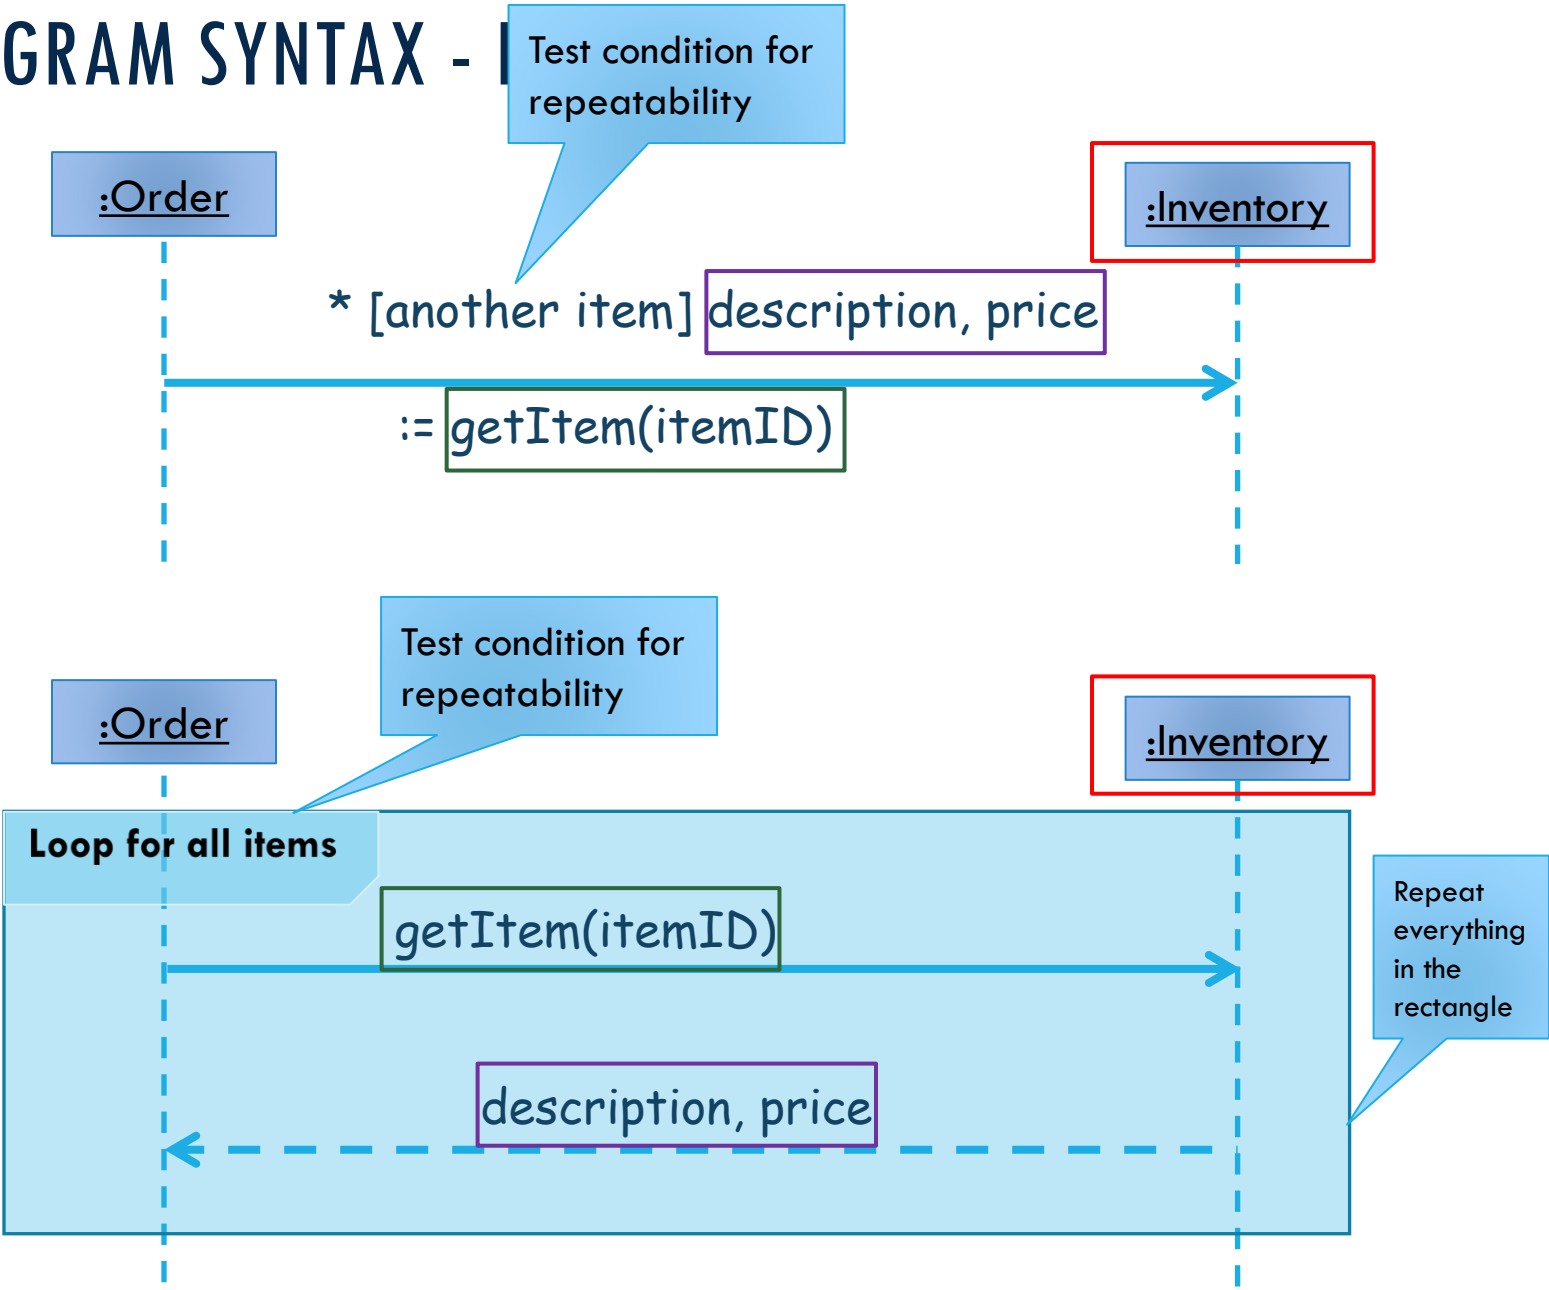 GRAM SYNTAX -
Test condition for
repeatability
:Order
:Inventory
* [another item] description, price
:= getItem(itemID)
Test condition for
repeatability
:Order
:Inventory
Loop for all items
getItem(itemID)
Repeat
everything
in the
rectangle
description, price